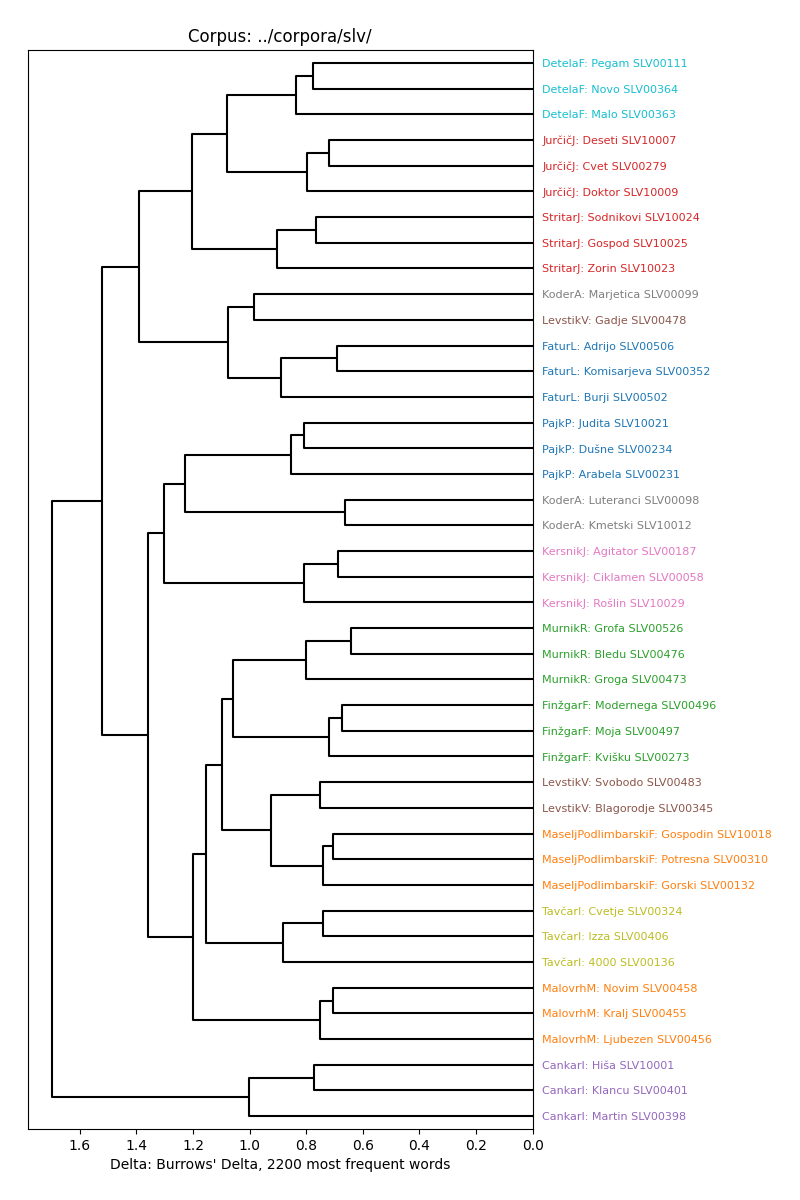 Corpus: ../corpora/slv/
DetelaF: Pegam SLV00111
DetelaF: Novo SLV00364
DetelaF: Malo SLV00363
JurčičJ: Deseti SLV10007
JurčičJ: Cvet SLV00279
JurčičJ: Doktor SLV10009
StritarJ: Sodnikovi SLV10024
StritarJ: Gospod SLV10025
StritarJ: Zorin SLV10023
KoderA: Marjetica SLV00099
LevstikV: Gadje SLV00478
FaturL: Adrijo SLV00506
FaturL: Komisarjeva SLV00352
FaturL: Burji SLV00502
PajkP: Judita SLV10021
PajkP: Dušne SLV00234
PajkP: Arabela SLV00231
KoderA: Luteranci SLV00098
KoderA: Kmetski SLV10012
KersnikJ: Agitator SLV00187
KersnikJ: Ciklamen SLV00058
KersnikJ: Rošlin SLV10029
MurnikR: Grofa SLV00526
MurnikR: Bledu SLV00476
MurnikR: Groga SLV00473
FinžgarF: Modernega SLV00496
FinžgarF: Moja SLV00497
FinžgarF: Kvišku SLV00273
LevstikV: Svobodo SLV00483
LevstikV: Blagorodje SLV00345
MaseljPodlimbarskiF: Gospodin SLV10018
MaseljPodlimbarskiF: Potresna SLV00310
MaseljPodlimbarskiF: Gorski SLV00132
TavčarI: Cvetje SLV00324
TavčarI: Izza SLV00406
TavčarI: 4000 SLV00136
MalovrhM: Novim SLV00458
MalovrhM: Kralj SLV00455
MalovrhM: Ljubezen SLV00456
CankarI: Hiša SLV10001
CankarI: Klancu SLV00401
CankarI: Martin SLV00398
1.6 1.4 1.2 1.0 0.8 0.6 0.4 0.2 0.0
Delta: Burrows' Delta, 2200 most frequent words